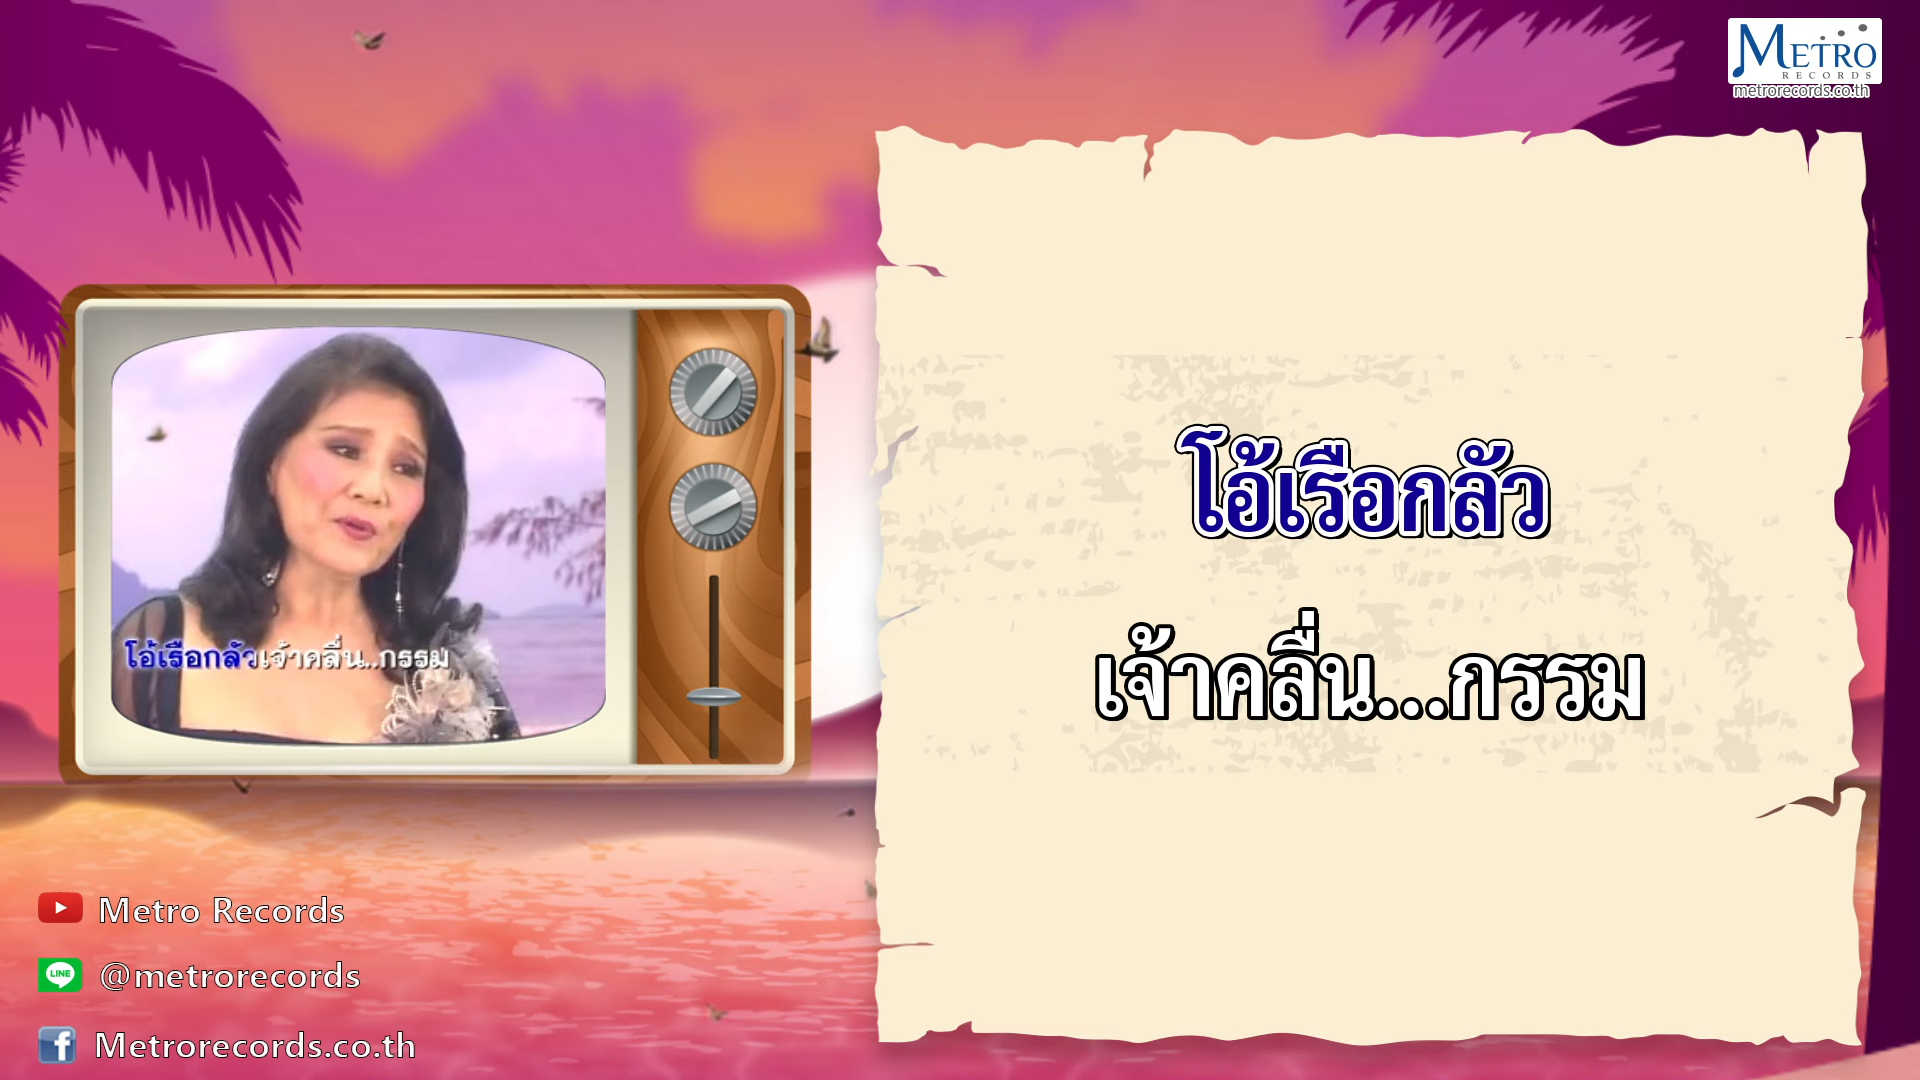 METRO
RECORDS
metrorecords.co.th
โอ้เรือกลัวเจ้าคลื่น..กรรม
โอ้เรือกลัว
เจ้าคลื่น...กรรม
Metro Records
LINE
@metrorecords
Metrorecords.co.th